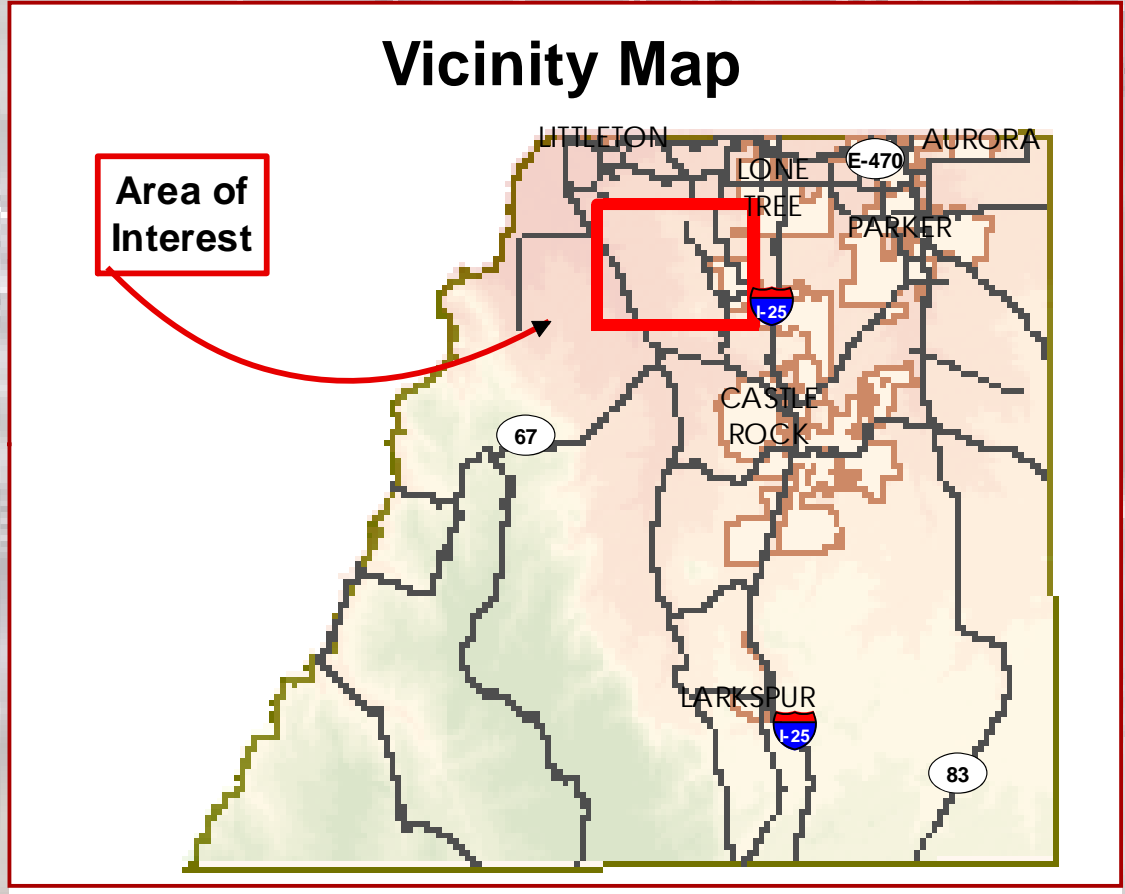 Vicinity Map
LITTLETON
AURORA
E-470
LONE
TREE
Area of
Interest
PARKER
I-25
CASTLE
ROCK
67
LARKSPUR
I-25
83